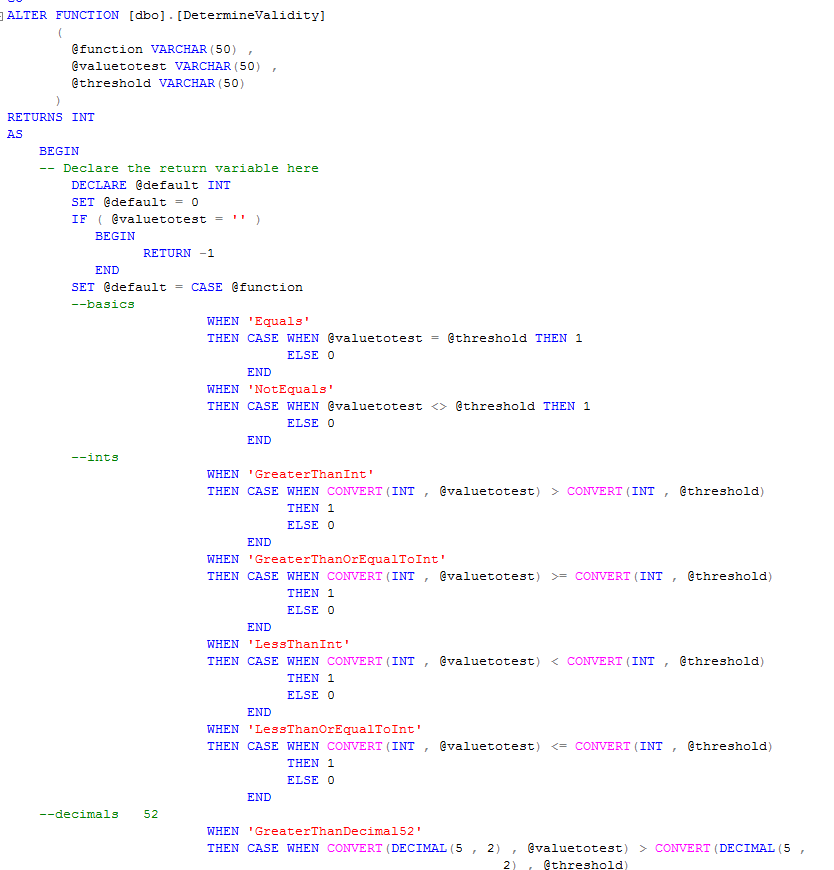 GO
ALTER FUNCTION [dbo].[DetermineValidity]
(
@function VARCHAR(50) ,
@valuetotest VARCHAR(50) ,
@threshold VARCHAR(50)
)
RETURNS INT
AS
BEGIN
-- Declare the return variable here
DECLARE @default INT
SET @default = 0
IF ( @valuetotest = '' )
BEGIN
RETURN -1
END
SET @default = CASE @function
--basics
WHEN 'Equals'
THEN CASE WHEN @valuetotest = @threshold THEN 1
ELSE 0
END
WHEN 'NotEquals'
THEN CASE WHEN @valuetotest <> @threshold THEN 1
ELSE 0
END
--ints
WHEN 'GreaterThanInt'
THEN CASE WHEN CONVERT(INT , @valuetotest) > CONVERT(INT , @threshold)
THEN 1
ELSE 0
END
WHEN 'GreaterThanOrEqualToInt'
THEN CASE WHEN CONVERT(INT , @valuetotest) >= CONVERT(INT , @threshold)
THEN 1
ELSE 0
END
WHEN 'LessThanInt'
THEN CASE WHEN CONVERT(INT , @valuetotest) < CONVERT(INT , @threshold)
THEN 1
ELSE 0
END
WHEN 'LessThanOrEqualToInt'
THEN CASE WHEN CONVERT(INT , @valuetotest) <= CONVERT(INT , @threshold)
THEN 1
ELSE 0
END
--decimals 52
WHEN 'GreaterThanDecimal52'
THEN CASE WHEN CONVERT(DECIMAL(5 , 2) , @valuetotest) > CONVERT(DECIMAL(5 ,
2) , @threshold)